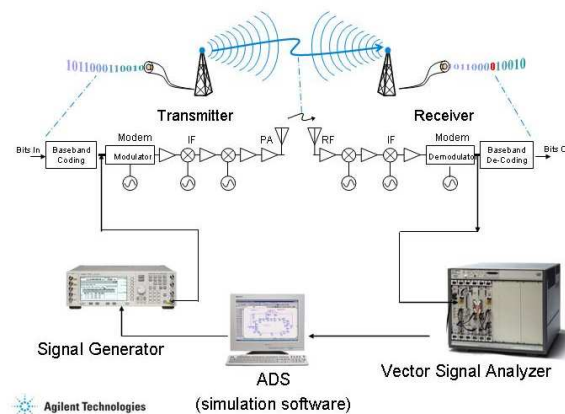 1011000110010
01011000010010
Transmitter
Receiver
Modem
IF
PA
RF
IF
Modem
Bits In
Baseband
Coding
Modulator
Demodulator
Baseband
De-Coding
Bits O
Signal Generator
ADS
(simulation software)
Vector Signal Analyzer
Agilent Technologies